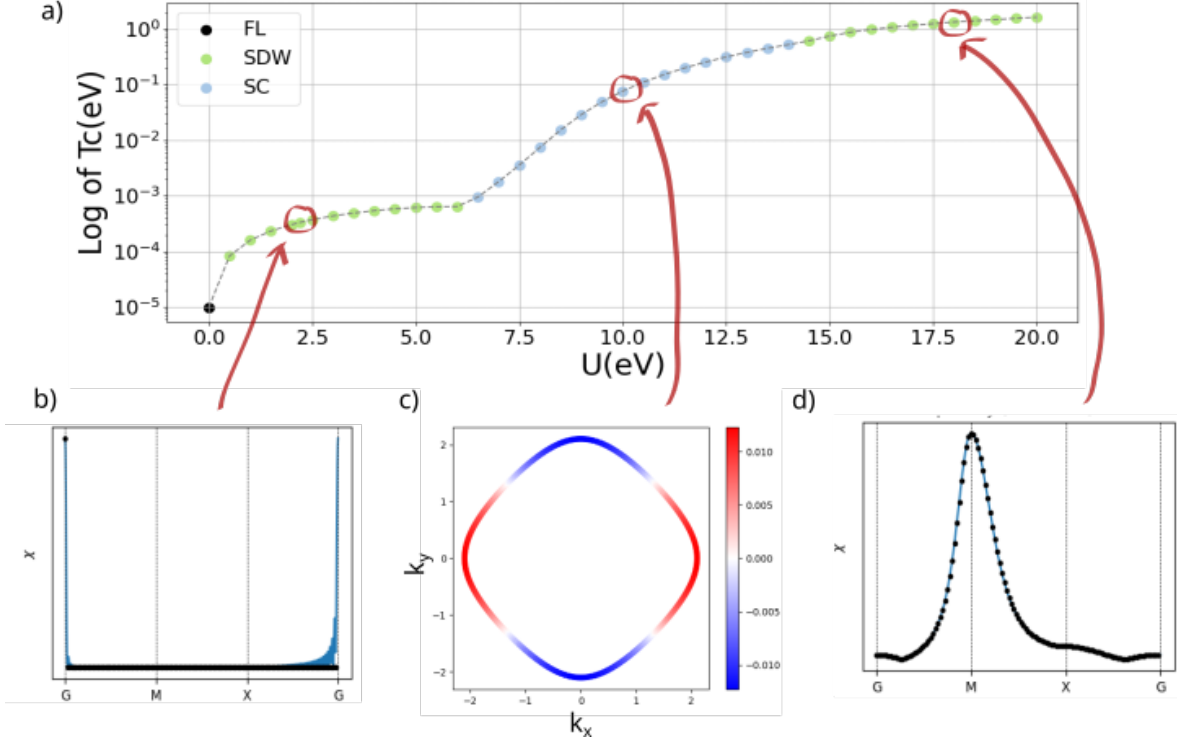 a)
Log of Tc(eV)
10⁰
10⁻¹
10⁻²
10⁻³
10⁻⁴
10⁻⁵
FL
SDW
SC
0.0 2.5 5.0 7.5 10.0 12.5 15.0 17.5 20.0
U(eV)
b)
χ
G M X G
c)
k_y
2
1
0
−1
−2
−2 −1 0 1 2
k_x
0.010
0.005
0.000
−0.005
−0.010
d)
χ
G M X G